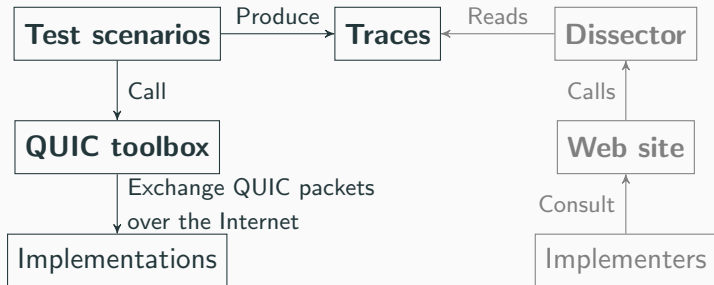 Test scenarios
Produce
Traces
Reads
Dissector
Call
Calls
QUIC toolbox
Web site
Exchange QUIC packets
over the Internet
Consult
Implementations
Implementers